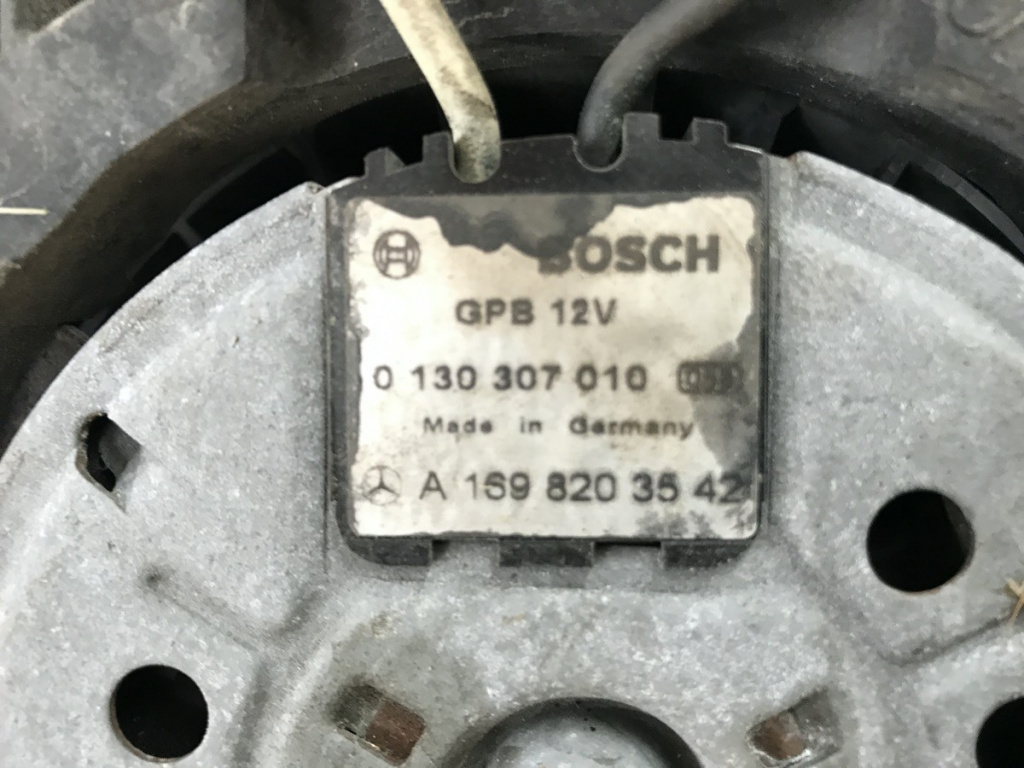 BOSCH
GPB 12V
0 130 307 010
Made in Germany
A 169 820 35 42